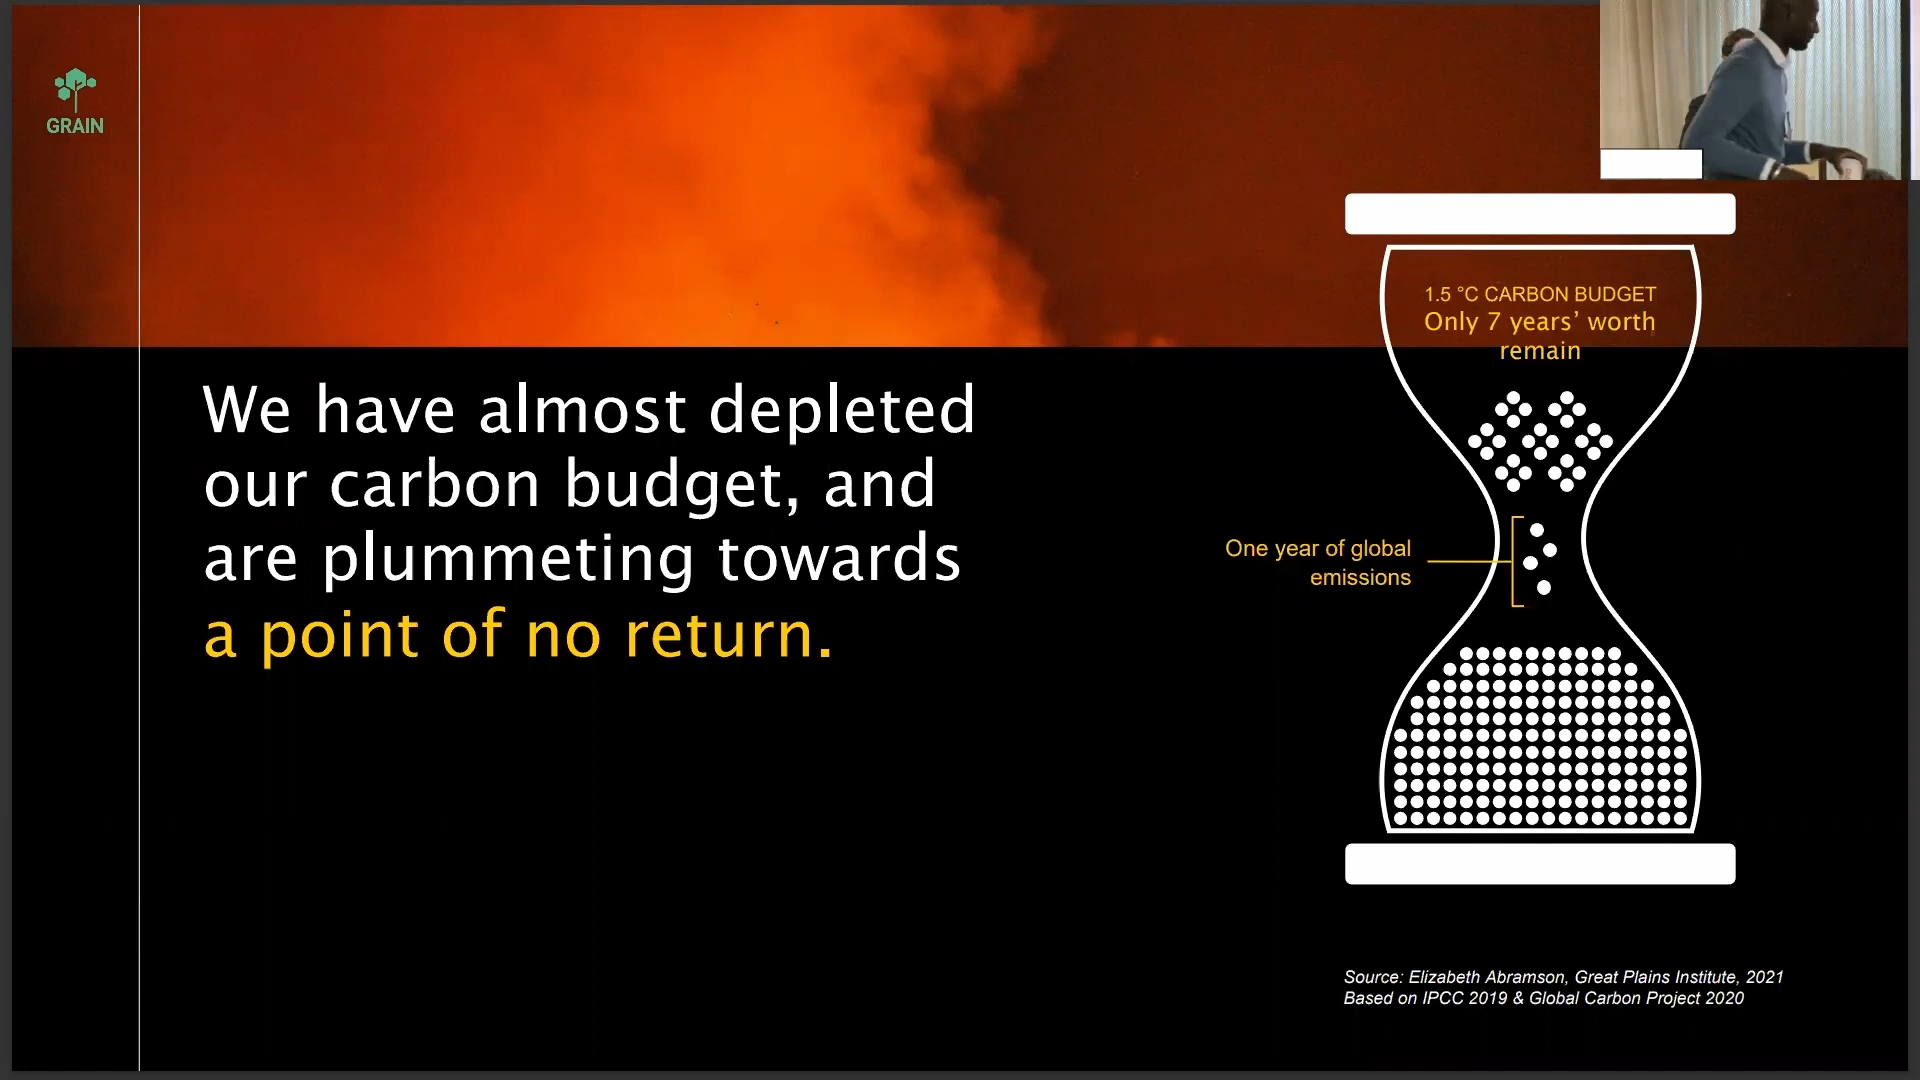 GRAIN
We have almost depleted
our carbon budget, and
are plummeting towards
a point of no return.
1.5 °C CARBON BUDGET
Only 7 years’ worth
remain
One year of global
emissions
Source: Elizabeth Abramson, Great Plains Institute, 2021
Based on IPCC 2019 & Global Carbon Project 2020